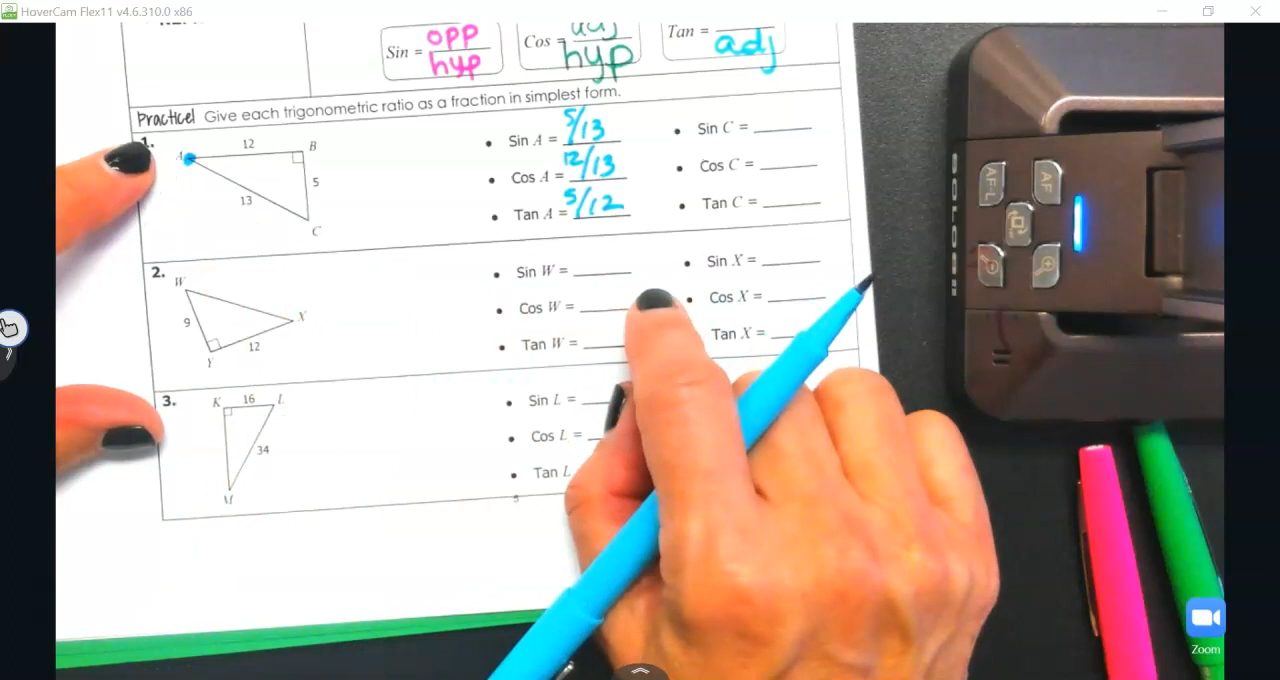 HoverCam Flex11 v4.6.310.0 x86
Sin = opp
hyp
Cos = adj
hyp
Tan =
adj
Practice! Give each trigonometric ratio as a fraction in simplest form.
1.
A
12
B
5
13
C
Sin A = 5/13
Cos A = 12/13
Tan A = 5/12
Sin C =
Cos C =
Tan C =
2.
W
9
X
12
Y
Sin W =
Cos W =
Tan W =
Sin X =
Cos X =
Tan X =
3.
K
16
L
34
M
Sin L =
Cos L =
Tan L
AF-L
AF
Zoom